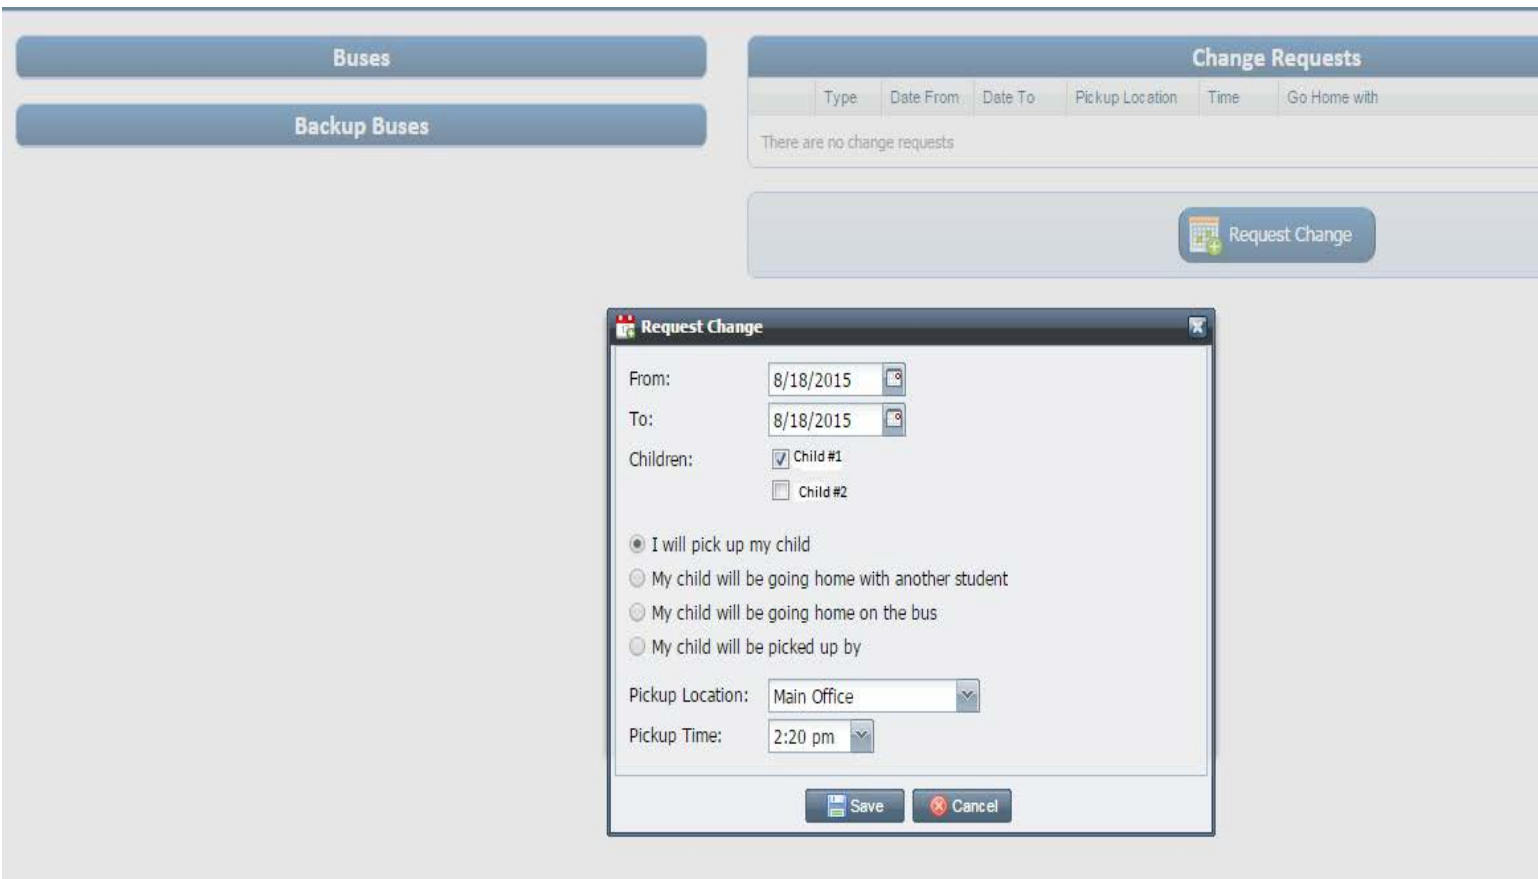 Buses
Backup Buses
Change Requests
Type Date From Date To Pickup Location Time Go Home with
There are no change requests
Request Change
Request Change
From: 8/18/2015
To: 8/18/2015
Children: Child #1
Child #2
I will pick up my child
My child will be going home with another student
My child will be going home on the bus
My child will be picked up by
Pickup Location: Main Office
Pickup Time: 2:20 pm
Save Cancel